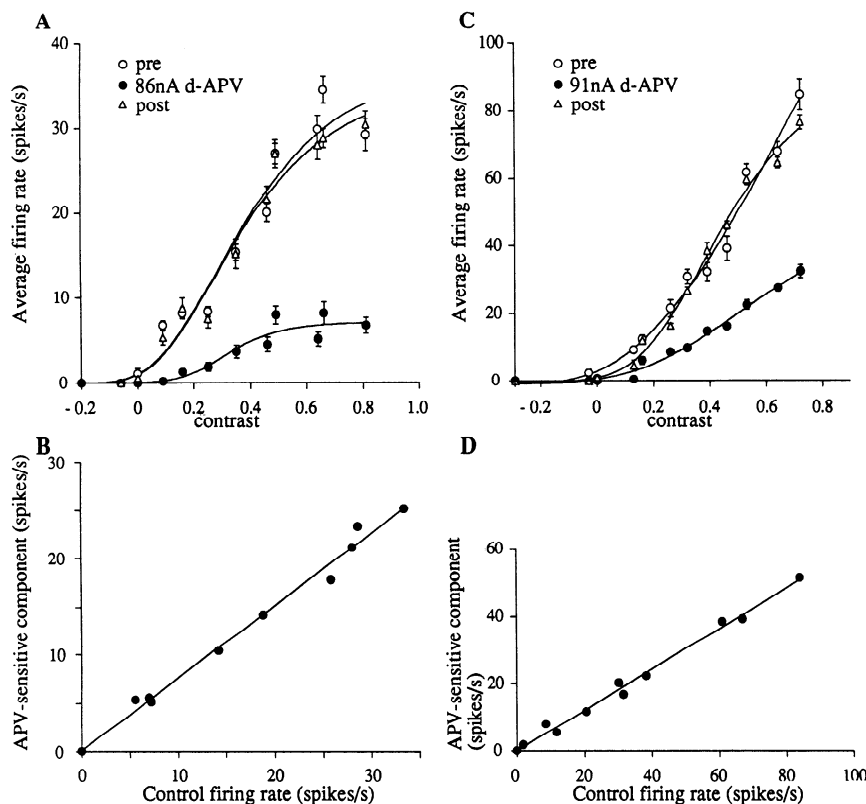 A
pre
86nA d-APV
post
Average firing rate (spikes/s)
40
30
20
10
0
- 0.2
0
0.2
0.4
0.6
0.8
1.0
contrast
C
pre
91nA d-APV
post
Average firing rate (spikes/s)
100
80
60
40
20
0
- 0.2
0
0.2
0.4
0.6
0.8
contrast
B
APV-sensitive component (spikes/s)
30
20
10
0
0
10
20
30
Control firing rate (spikes/s)
D
APV-sensitive component
(spikes/s)
60
40
20
0
0
20
40
60
80
100
Control firing rate (spikes/s)